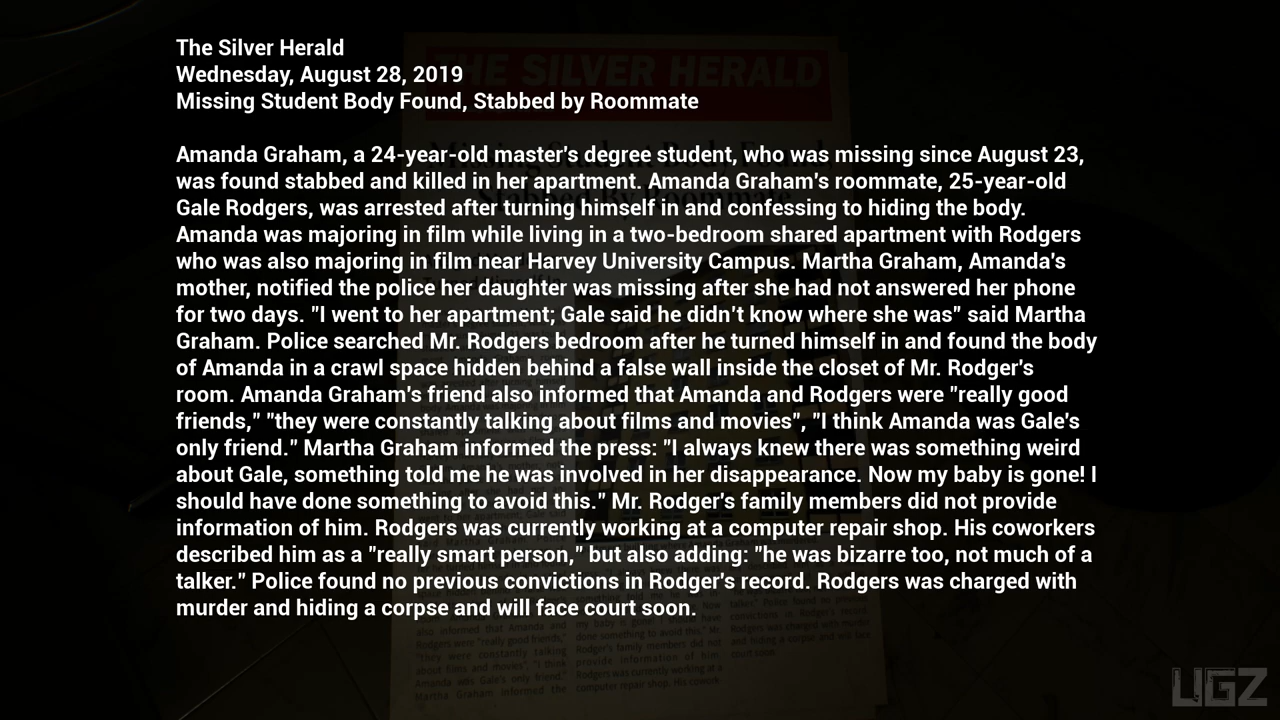 The Silver Herald
Wednesday, August 28, 2019
Missing Student Body Found, Stabbed by Roommate
Amanda Graham, a 24-year-old master's degree student, who was missing since August 23,
was found stabbed and killed in her apartment. Amanda Graham's roommate, 25-year-old
Gale Rodgers, was arrested after turning himself in and confessing to hiding the body.
Amanda was majoring in film while living in a two-bedroom shared apartment with Rodgers
who was also majoring in film near Harvey University Campus. Martha Graham, Amanda's
mother, notified the police her daughter was missing after she had not answered her phone
for two days. "I went to her apartment; Gale said he didn't know where she was" said Martha
Graham. Police searched Mr. Rodgers bedroom after he turned himself in and found the body
of Amanda in a crawl space hidden behind a false wall inside the closet of Mr. Rodger's
room. Amanda Graham's friend also informed that Amanda and Rodgers were "really good
friends," "they were constantly talking about films and movies", "I think Amanda was Gale's
only friend." Martha Graham informed the press: "I always knew there was something weird
about Gale, something told me he was involved in her disappearance. Now my baby is gone! I
should have done something to avoid this." Mr. Rodger's family members did not provide
information of him. Rodgers was currently working at a computer repair shop. His coworkers
described him as a "really smart person," but also adding: "he was bizarre too, not much of a
talker." Police found no previous convictions in Rodger's record. Rodgers was charged with
murder and hiding a corpse and will face court soon.
THE SILVER HERALD
UGZ